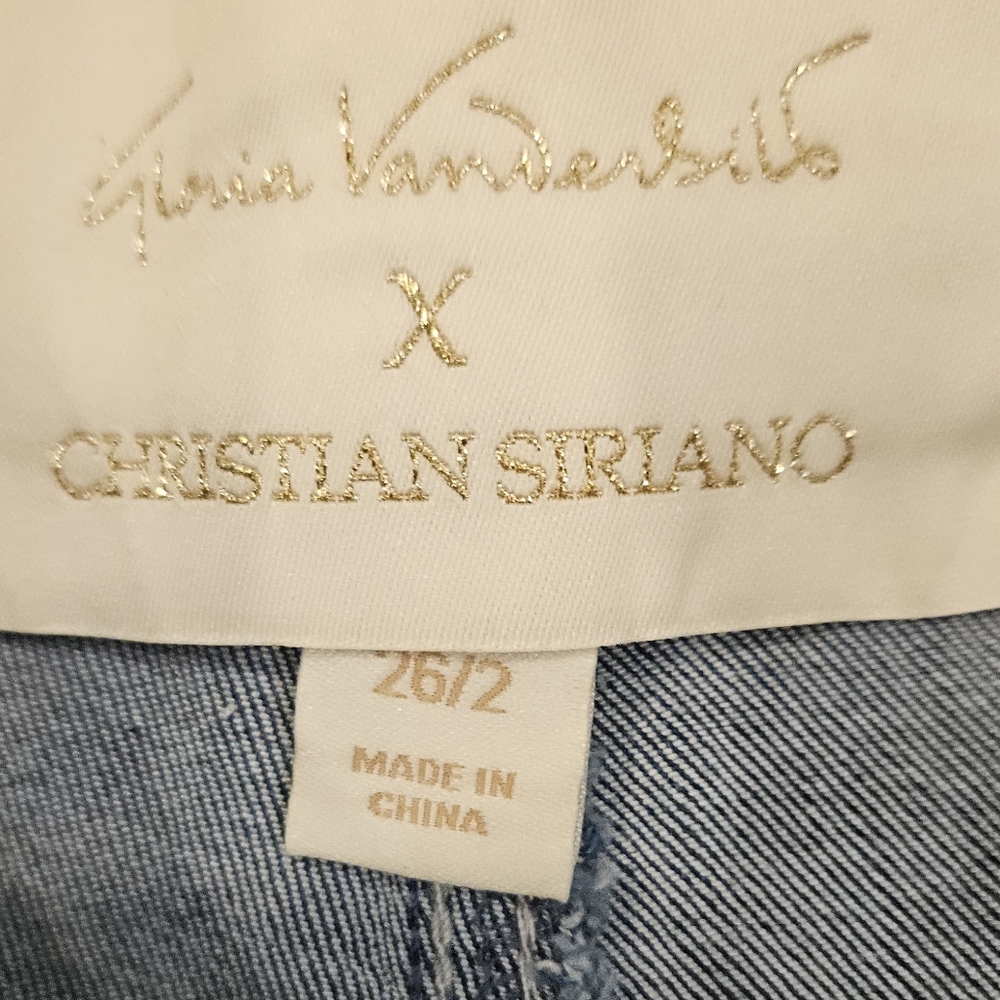 Gloria Vanderbilt
X
CHRISTIAN SIRIANO
26/2
MADE IN
CHINA